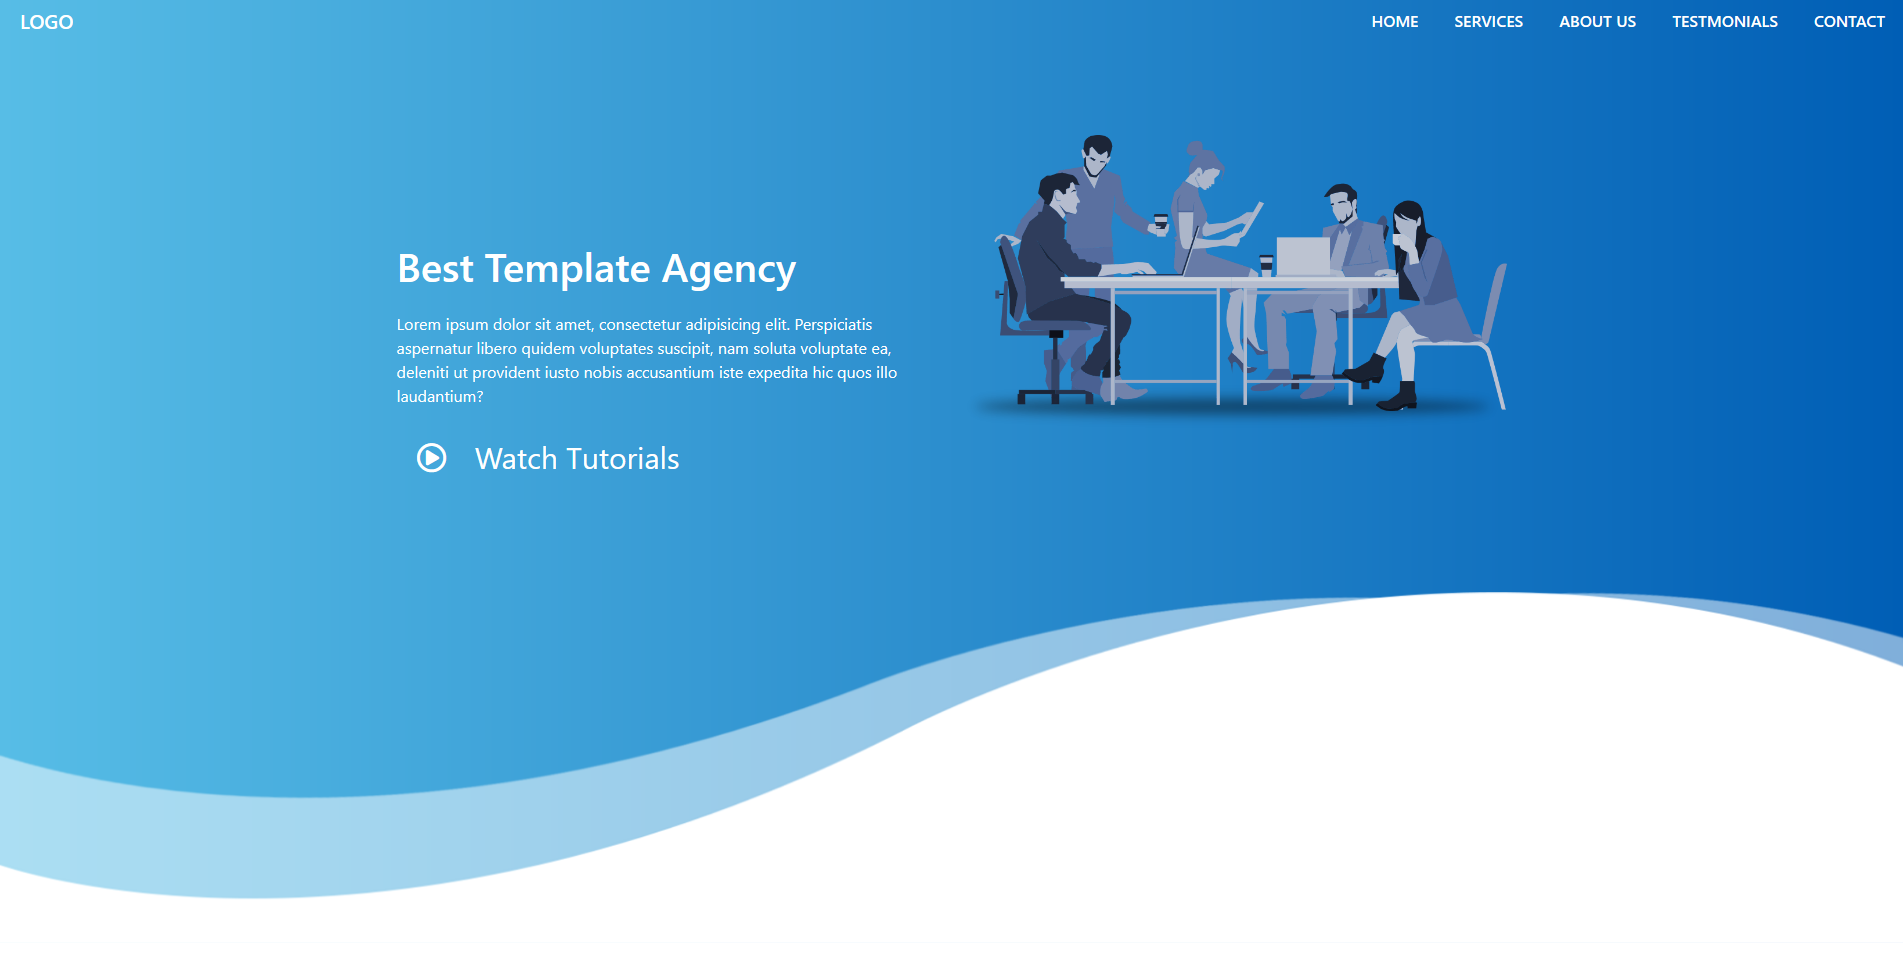 LOGO
HOME SERVICES ABOUT US TESTMONIALS CONTACT
Best Template Agency
Lorem ipsum dolor sit amet, consectetur adipisicing elit. Perspiciatis
aspernatur libero quidem voluptates suscipit, nam soluta voluptate ea,
deleniti ut provident iusto nobis accusantium iste expedita hic quos illo
laudantium?
Watch Tutorials